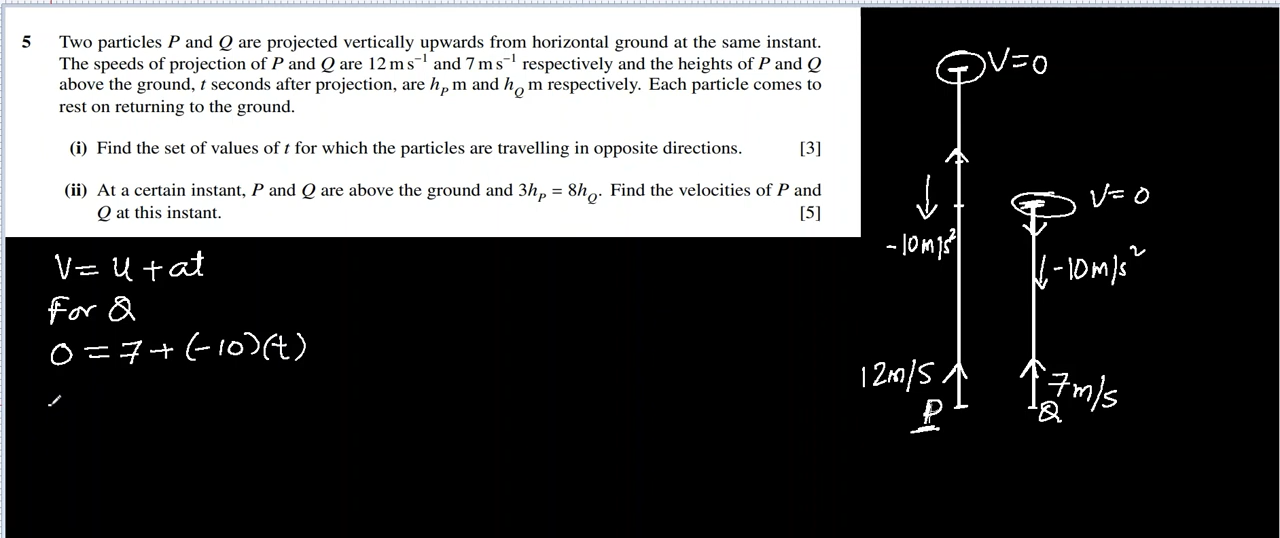 5 Two particles P and Q are projected vertically upwards from horizontal ground at the same instant.
The speeds of projection of P and Q are 12 m s⁻¹ and 7 m s⁻¹ respectively and the heights of P and Q
above the ground, t seconds after projection, are h_P m and h_Q m respectively. Each particle comes to
rest on returning to the ground.
(i) Find the set of values of t for which the particles are travelling in opposite directions. [3]
(ii) At a certain instant, P and Q are above the ground and 3h_P = 8h_Q. Find the velocities of P and
Q at this instant. [5]
V = u + at
For Q
0 = 7 + (-10)(t)
V=0
V=0
-10m/s²
-10m/s²
12m/s
7m/s
P
Q